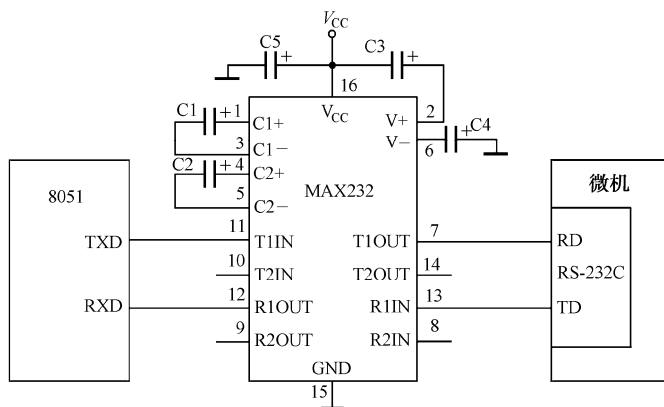 V_CC
C5 + C3 +
16
V_CC
C1 + 1 C1+ V+ 2
3 C1− V− 6 + C4
C2 + 4 C2+
5 C2− MAX232
8051 微机
11 7
TXD T1IN T1OUT RD
10 T2IN T2OUT 14 RS-232C
12 13
RXD R1OUT R1IN TD
9 R2OUT R2IN 8
GND
15